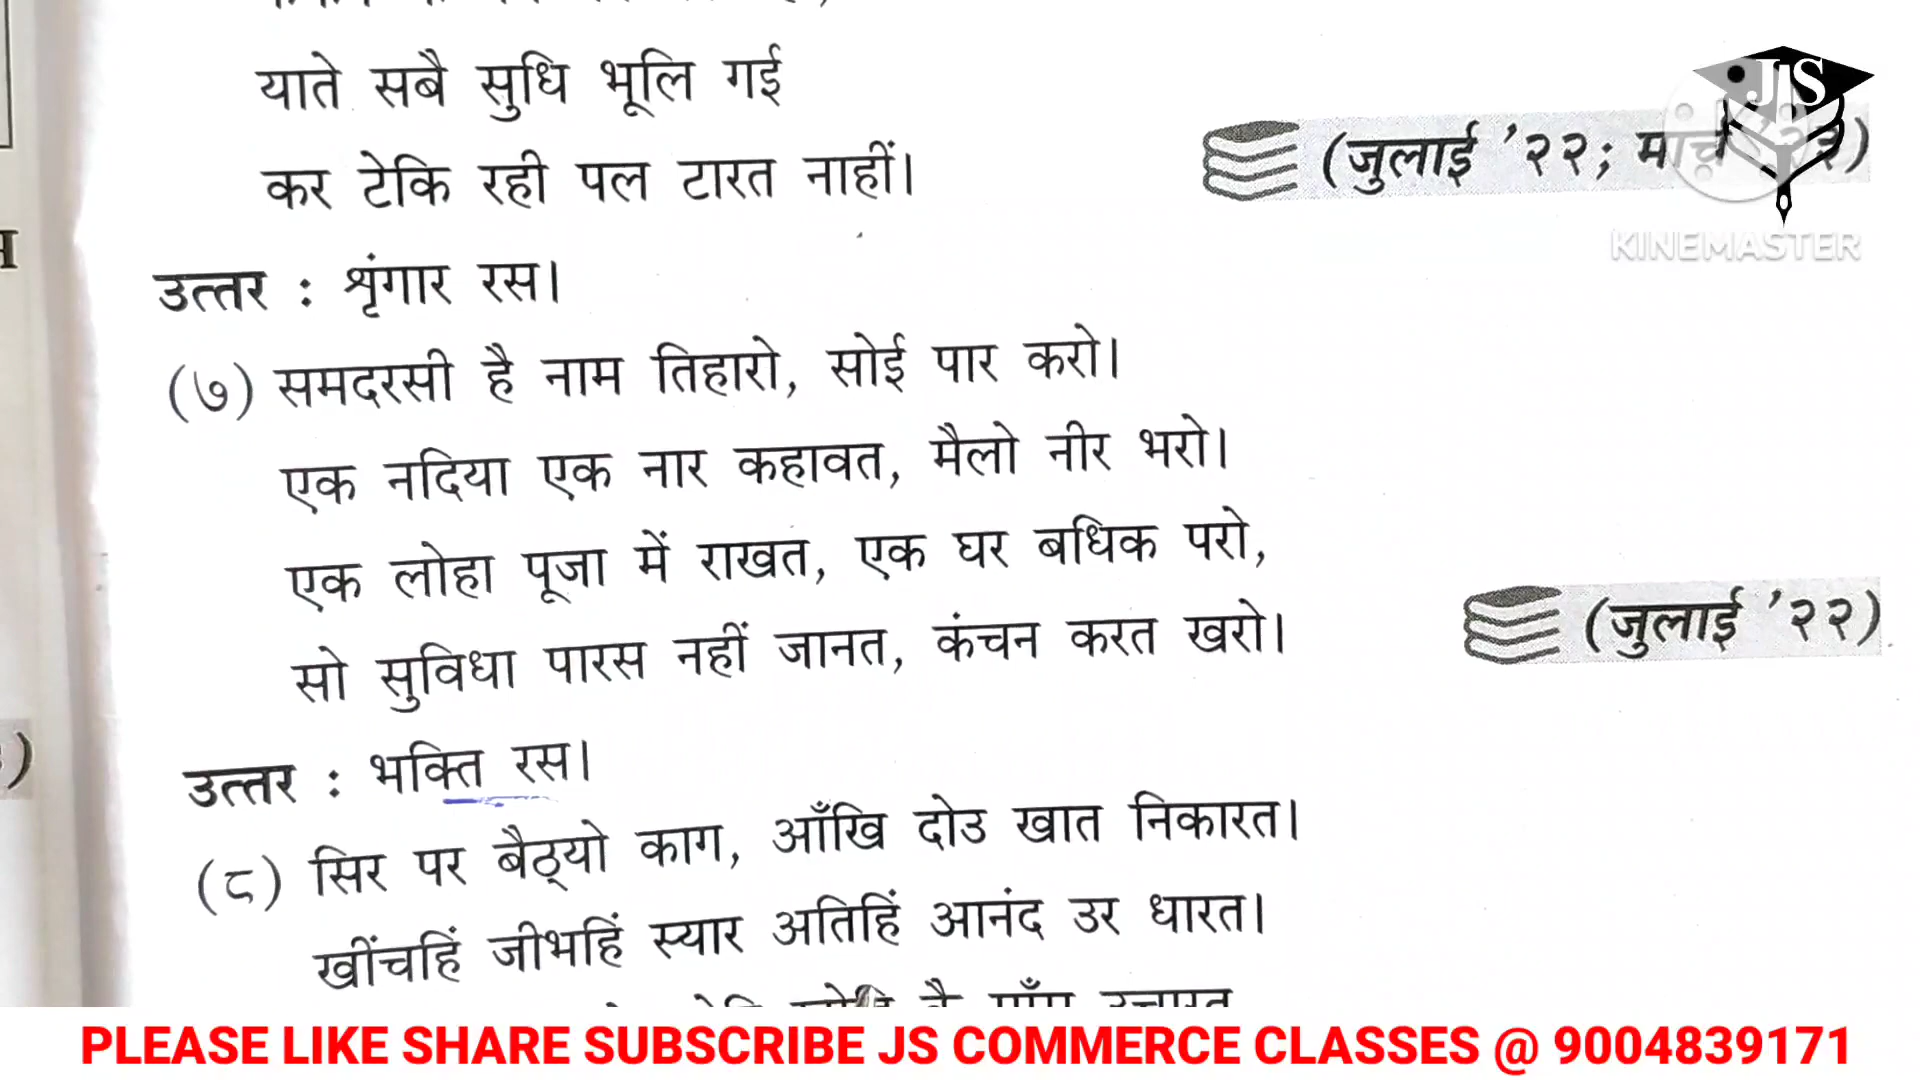 याते सबै सुधि भूलि गई
कर टेकि रही पल टारत नाहीं।
(जुलाई '२२; मार्च
JS
KINEMASTER
उत्तर : शृंगार रस।
(७) समदरसी है नाम तिहारो, सोई पार करो।
एक नदिया एक नार कहावत, मैलो नीर भरो।
एक लोहा पूजा में राखत, एक घर बधिक परो,
सो सुविधा पारस नहीं जानत, कंचन करत खरो।
(जुलाई '२२)
उत्तर : भक्ति रस।
(८) सिर पर बैठ्यो काग, आँखि दोउ खात निकारत।
खींचहिं जीभहिं स्यार अतिहिं आनंद उर धारत।
PLEASE LIKE SHARE SUBSCRIBE JS COMMERCE CLASSES @ 9004839171